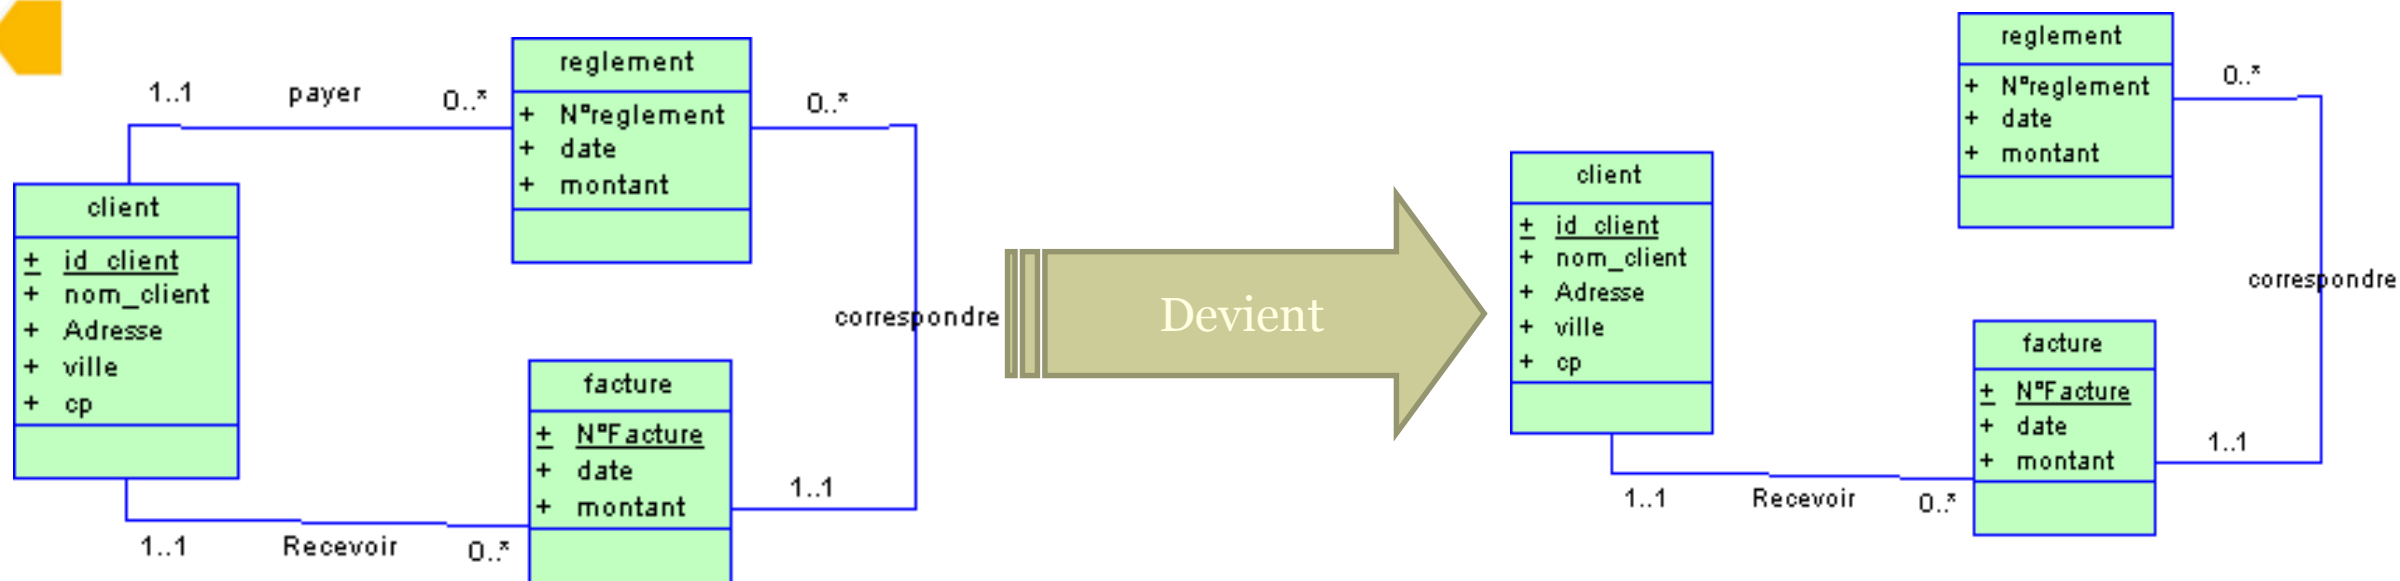 1..1 payer 0..*
reglement
+ N°reglement
+ date
+ montant
0..*
client
+ id_client
+ nom_client
+ Adresse
+ ville
+ cp
correspondre
facture
+ N°Facture
+ date
+ montant
1..1
1..1 Recevoir 0..*
Devient
reglement
+ N°reglement
+ date
+ montant
0..*
client
+ id_client
+ nom_client
+ Adresse
+ ville
+ cp
correspondre
facture
+ N°Facture
+ date
+ montant
1..1
1..1 Recevoir 0..*